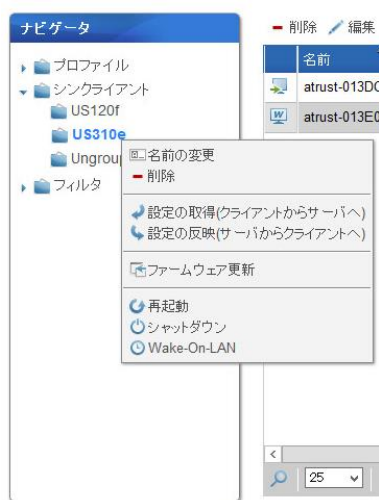 ナビゲータ
プロファイル
シンクライアント
US120f
US310e
Ungrou
フィルタ
名前の変更
削除
設定の取得(クライアントからサーバへ)
設定の反映(サーバからクライアントへ)
ファームウェア更新
再起動
シャットダウン
Wake-On-LAN
削除 編集
名前
atrust-013D
atrust-013E
25